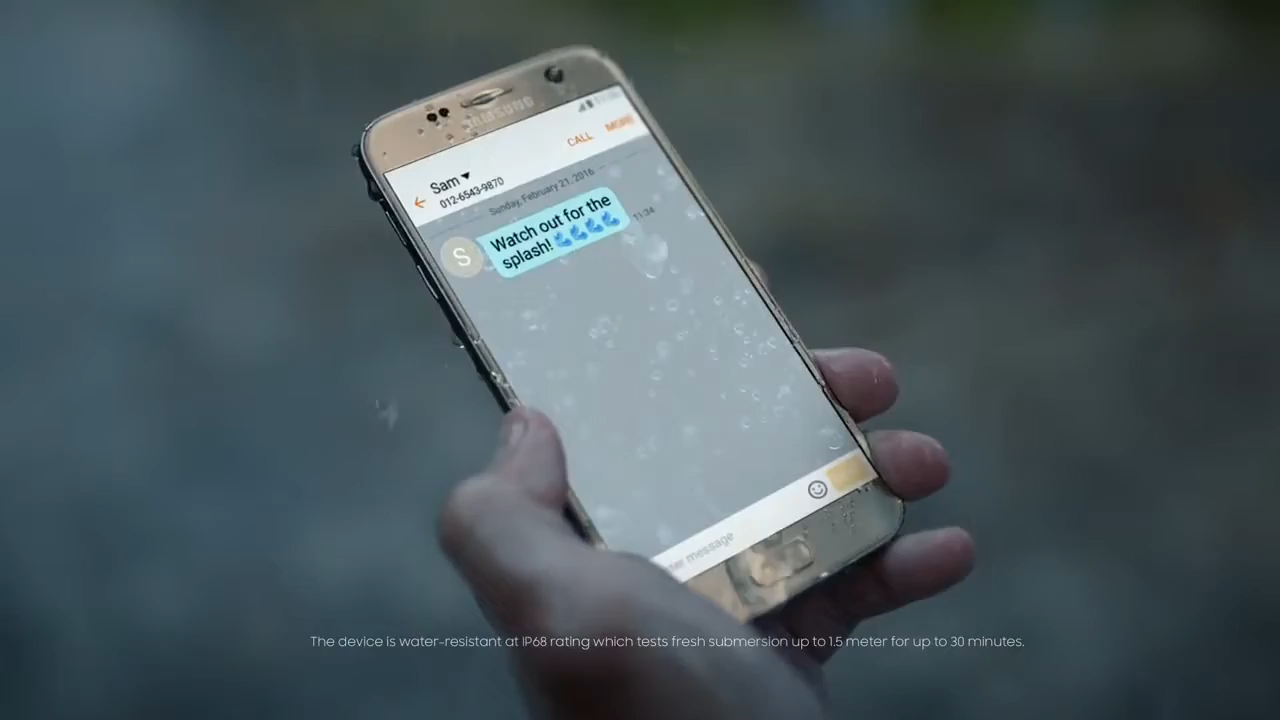 SAMSUNG
CALL MORE
Sam
012-6543-9870
Sunday, February 21, 2016
S
Watch out for the
splash!
11:34
message
The device is water-resistant at IP68 rating which tests fresh submersion up to 1.5 meter for up to 30 minutes.